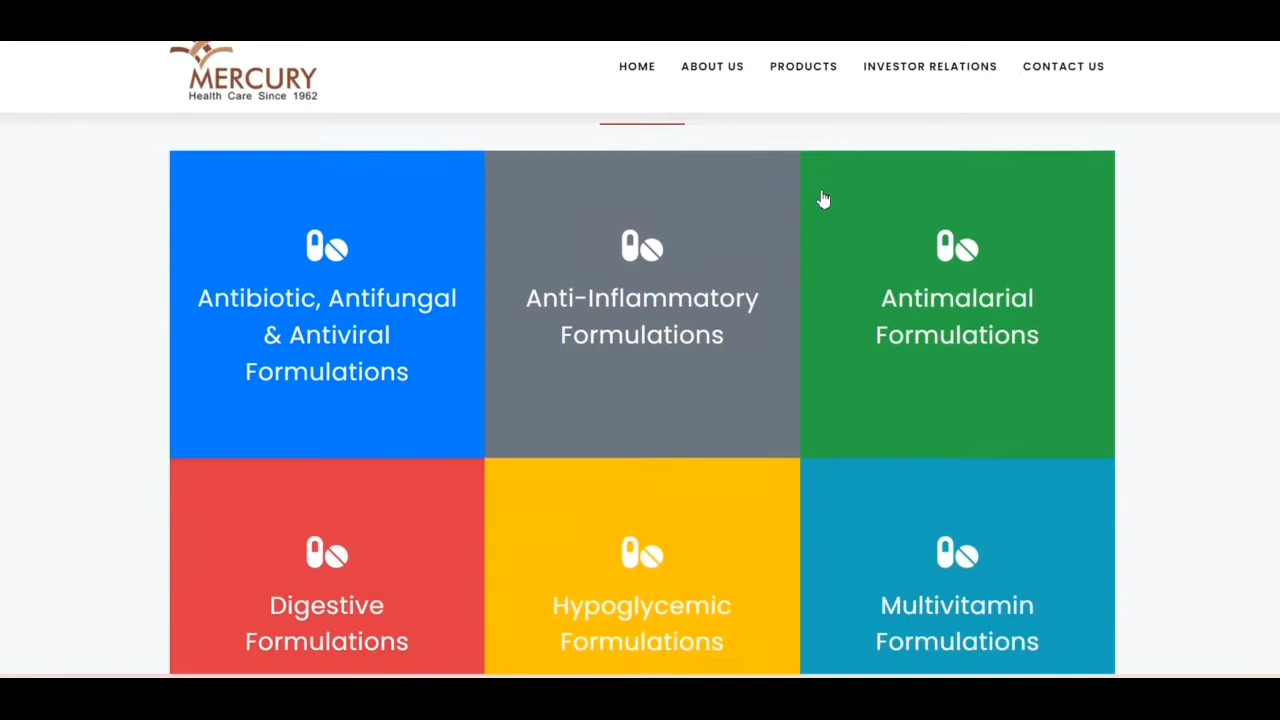 MERCURY
Health Care Since 1962
HOME ABOUT US PRODUCTS INVESTOR RELATIONS CONTACT US
Antibiotic, Antifungal
& Antiviral
Formulations
Anti-Inflammatory
Formulations
Antimalarial
Formulations
Digestive
Formulations
Hypoglycemic
Formulations
Multivitamin
Formulations